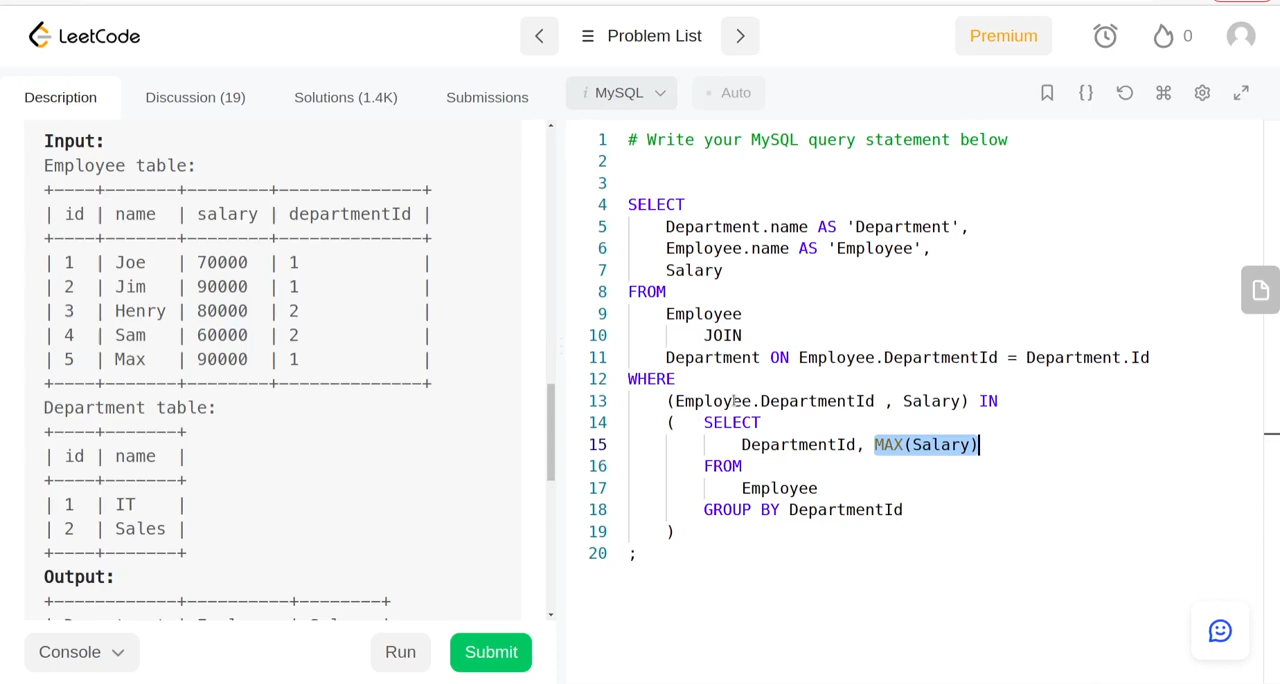 LeetCode
Problem List
Premium
0
Description
Discussion (19)
Solutions (1.4K)
Submissions
i MySQL
Auto
Input:
Employee table:
+----+-------+--------+--------------+
| id | name  | salary | departmentId |
+----+-------+--------+--------------+
| 1  | Joe   | 70000  | 1            |
| 2  | Jim   | 90000  | 1            |
| 3  | Henry | 80000  | 2            |
| 4  | Sam   | 60000  | 2            |
| 5  | Max   | 90000  | 1            |
+----+-------+--------+--------------+
Department table:
+----+-------+
| id | name  |
+----+-------+
| 1  | IT    |
| 2  | Sales |
+----+-------+
Output:
+------------+----------+--------+
Console
Run
Submit
1 # Write your MySQL query statement below
2
3
4 SELECT
5     Department.name AS 'Department',
6     Employee.name AS 'Employee',
7     Salary
8 FROM
9     Employee
10         JOIN
11     Department ON Employee.DepartmentId = Department.Id
12 WHERE
13     (Employee.DepartmentId , Salary) IN
14     (   SELECT
15             DepartmentId, MAX(Salary)
16         FROM
17             Employee
18         GROUP BY DepartmentId
19     )
20 ;